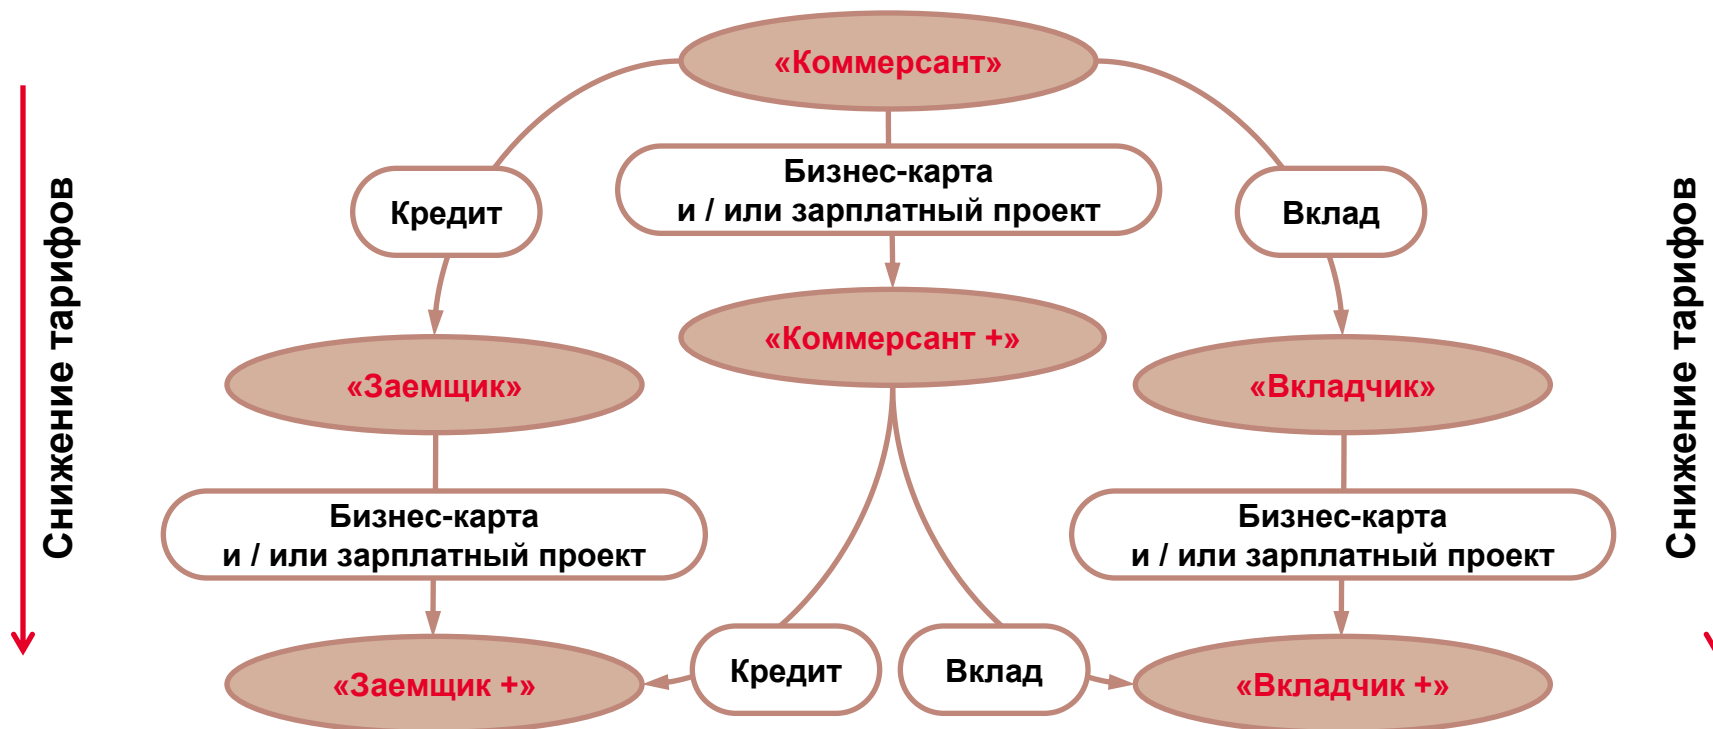 «Коммерсант»
Бизнес-карта
и / или зарплатный проект
Кредит
Вклад
Снижение тарифов
Снижение тарифов
«Коммерсант +»
«Заемщик»
«Вкладчик»
Бизнес-карта
и / или зарплатный проект
Бизнес-карта
и / или зарплатный проект
Кредит
Вклад
«Заемщик +»
«Вкладчик +»